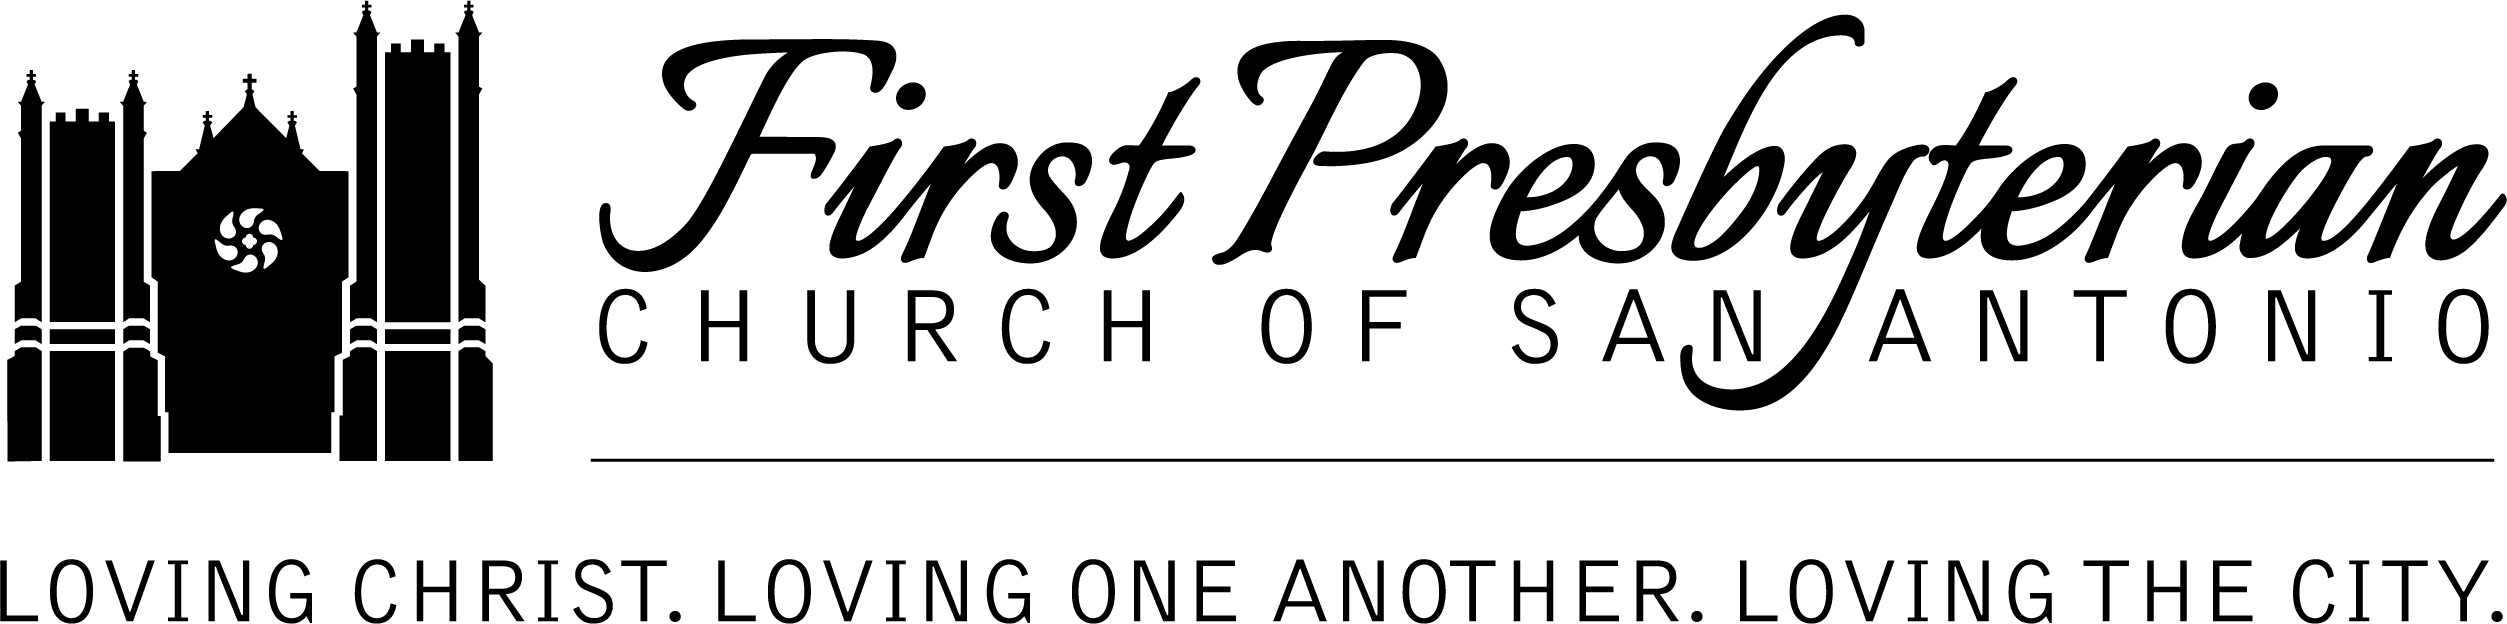 First Presbyterian
CHURCH OF SAN ANTONIO
LOVING CHRIST. LOVING ONE ANOTHER. LOVING THE CITY.